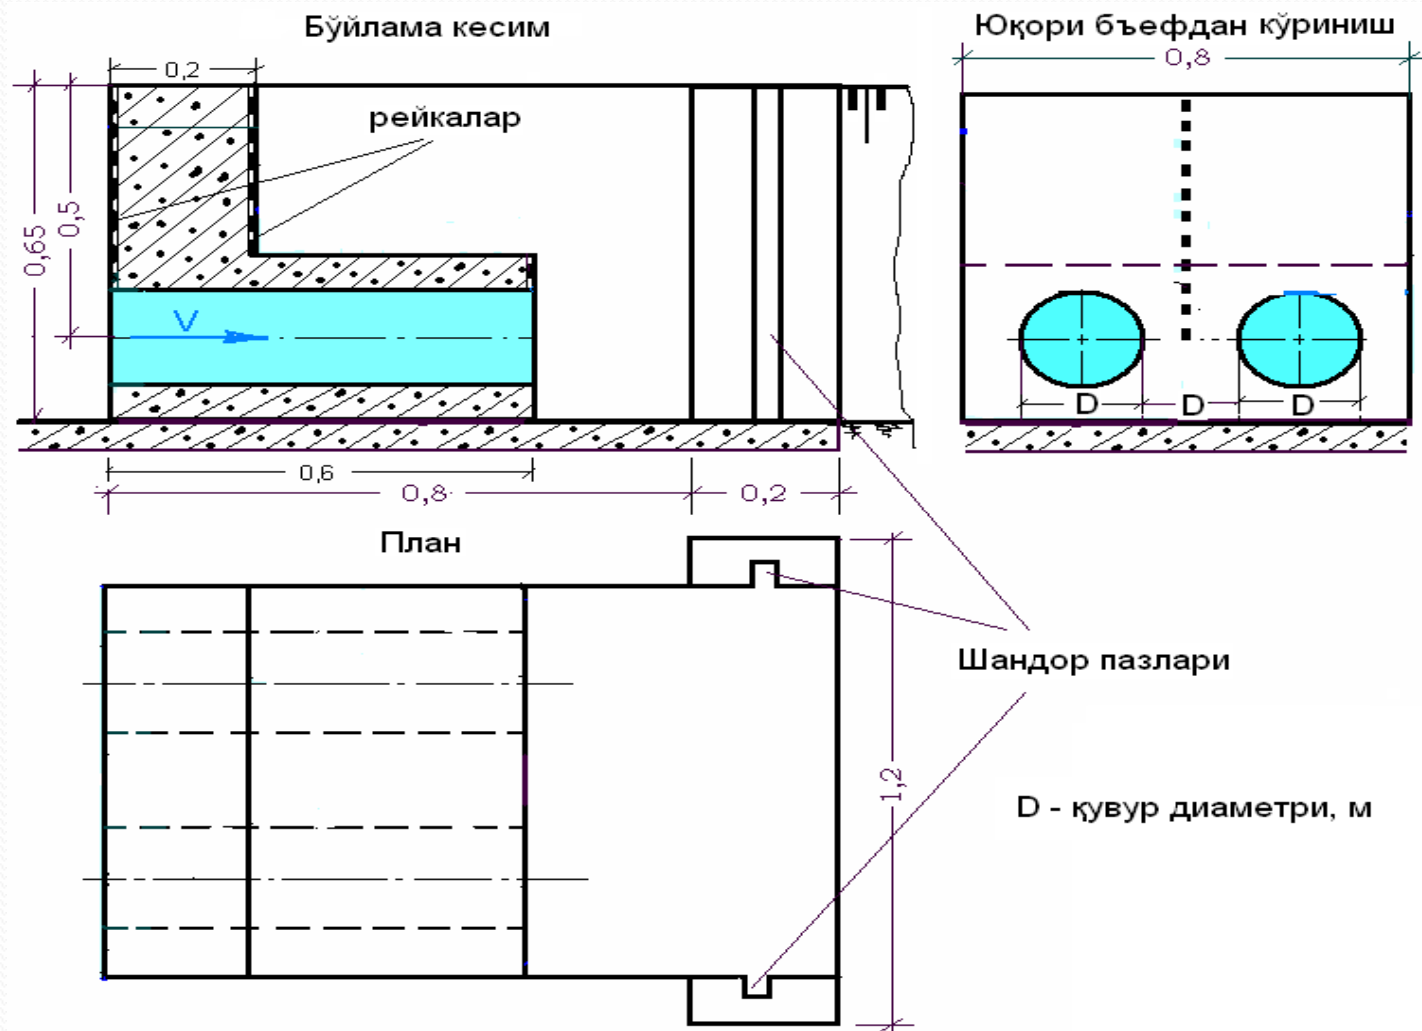 Бўйлама кесим
Юқори бъефдан кўриниш
0,2
0,8
рейкалар
0,65
0,5
V
D
D
D
0,6
0,8
0,2
План
1,2
Шандор пазлари
D - қувур диаметри, м